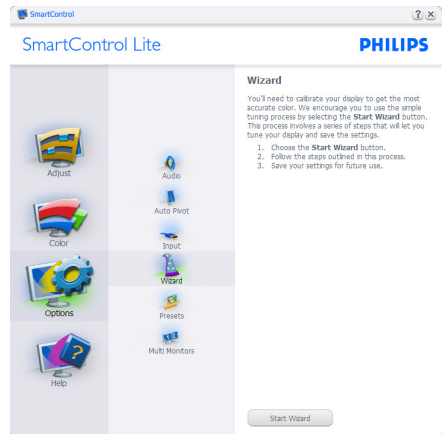 SmartControl
SmartControl Lite
PHILIPS
Adjust
Color
Options
Help
Audio
Auto Pivot
Input
Wizard
Presets
Multi Monitors
Wizard
You'll need to calibrate your display to get the most
accurate color. We encourage you to use the simple
tuning process by selecting the Start Wizard button.
This process involves a series of steps that will let you
tune your display and save the settings.
1. Choose the Start Wizard button.
2. Follow the steps outlined in this process.
3. Save your settings for future use.
Start Wizard